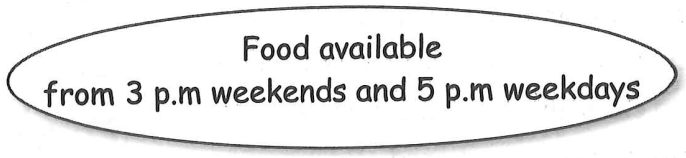 Food available
from 3 p.m weekends and 5 p.m weekdays